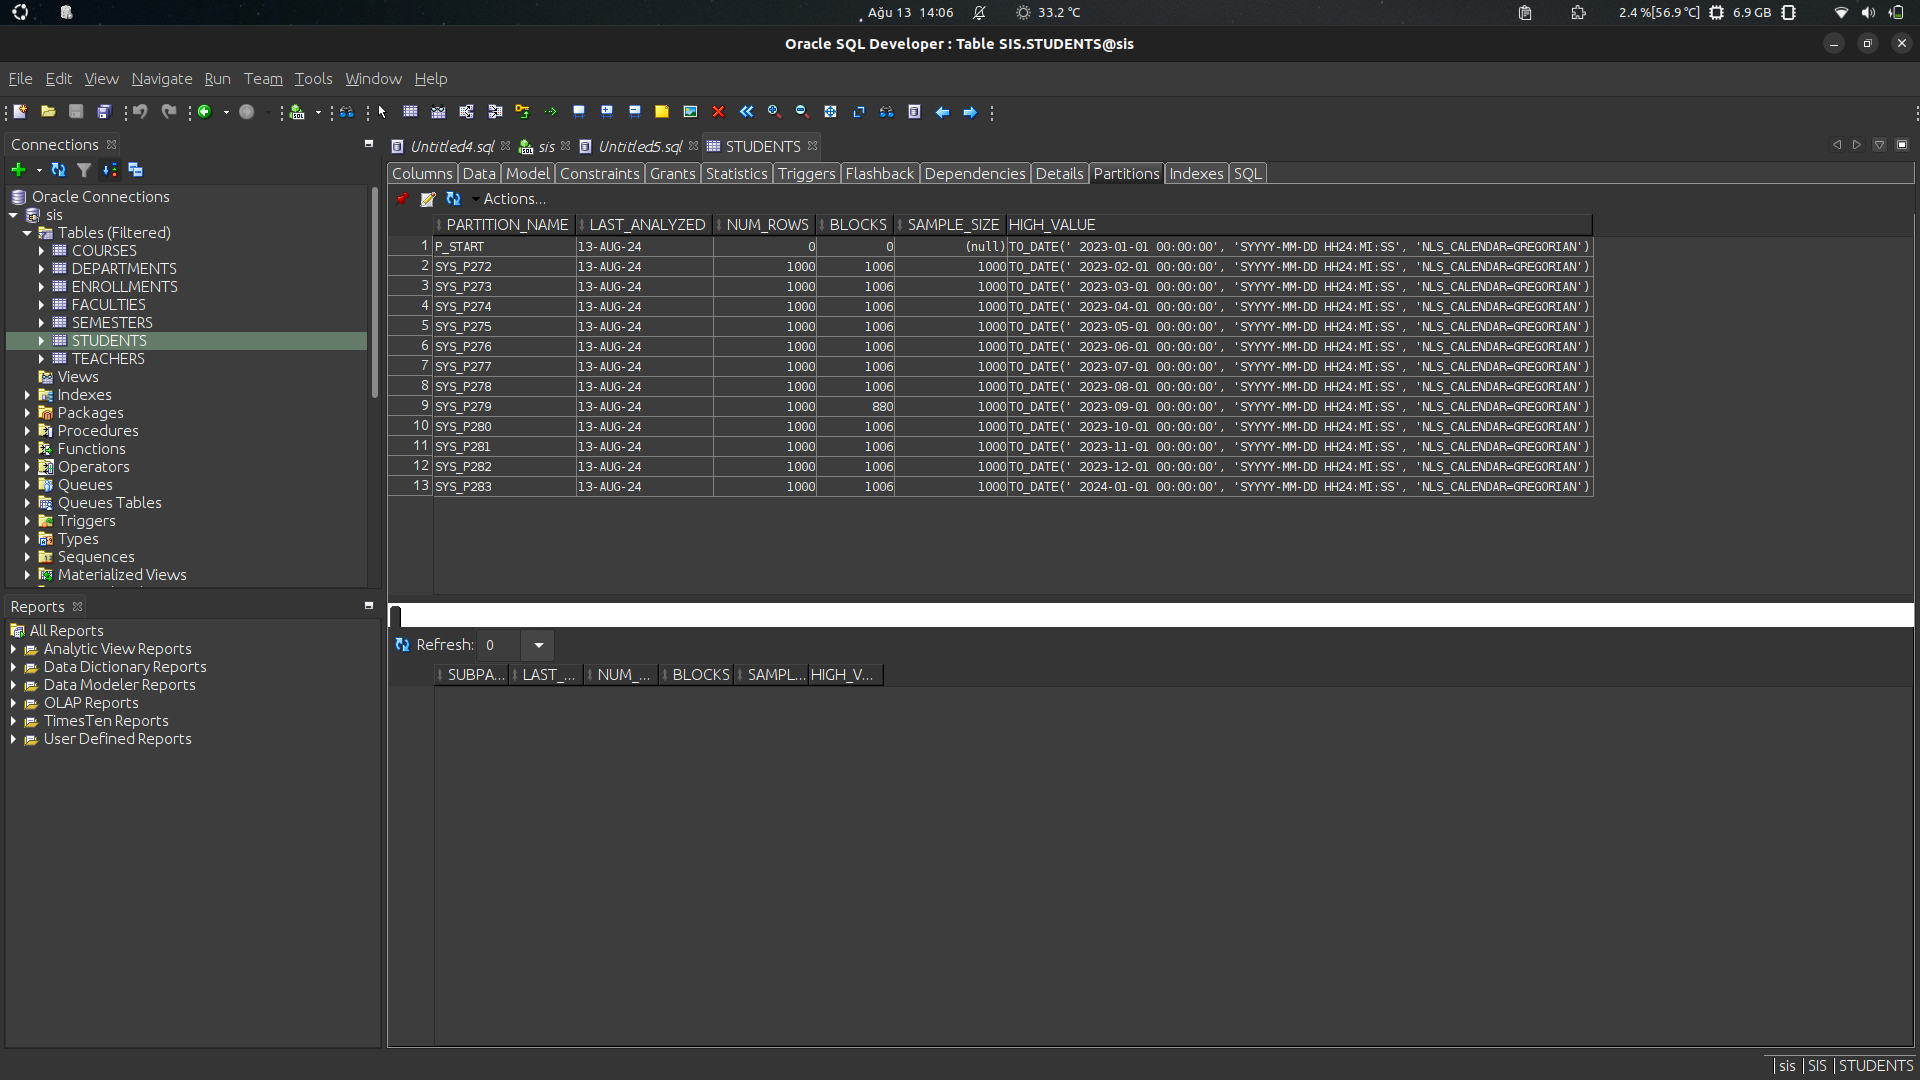 Ağu 13 14:06
33.2 °C
2.4 %[56.9 °C]
6.9 GB
Oracle SQL Developer : Table SIS.STUDENTS@sis
File Edit View Navigate Run Team Tools Window Help
Connections
Oracle Connections
sis
Tables (Filtered)
COURSES
DEPARTMENTS
ENROLLMENTS
FACULTIES
SEMESTERS
STUDENTS
TEACHERS
Views
Indexes
Packages
Procedures
Functions
Operators
Queues
Queues Tables
Triggers
Types
Sequences
Materialized Views
Reports
All Reports
Analytic View Reports
Data Dictionary Reports
Data Modeler Reports
OLAP Reports
TimesTen Reports
User Defined Reports
Untitled4.sql sis Untitled5.sql STUDENTS
Columns Data Model Constraints Grants Statistics Triggers Flashback Dependencies Details Partitions Indexes SQL
Actions...
PARTITION_NAME LAST_ANALYZED NUM_ROWS BLOCKS SAMPLE_SIZE HIGH_VALUE
1 P_START 13-AUG-24 0 0 (null) TO_DATE(' 2023-01-01 00:00:00', 'SYYYY-MM-DD HH24:MI:SS', 'NLS_CALENDAR=GREGORIAN')
2 SYS_P272 13-AUG-24 1000 1006 1000 TO_DATE(' 2023-02-01 00:00:00', 'SYYYY-MM-DD HH24:MI:SS', 'NLS_CALENDAR=GREGORIAN')
3 SYS_P273 13-AUG-24 1000 1006 1000 TO_DATE(' 2023-03-01 00:00:00', 'SYYYY-MM-DD HH24:MI:SS', 'NLS_CALENDAR=GREGORIAN')
4 SYS_P274 13-AUG-24 1000 1006 1000 TO_DATE(' 2023-04-01 00:00:00', 'SYYYY-MM-DD HH24:MI:SS', 'NLS_CALENDAR=GREGORIAN')
5 SYS_P275 13-AUG-24 1000 1006 1000 TO_DATE(' 2023-05-01 00:00:00', 'SYYYY-MM-DD HH24:MI:SS', 'NLS_CALENDAR=GREGORIAN')
6 SYS_P276 13-AUG-24 1000 1006 1000 TO_DATE(' 2023-06-01 00:00:00', 'SYYYY-MM-DD HH24:MI:SS', 'NLS_CALENDAR=GREGORIAN')
7 SYS_P277 13-AUG-24 1000 1006 1000 TO_DATE(' 2023-07-01 00:00:00', 'SYYYY-MM-DD HH24:MI:SS', 'NLS_CALENDAR=GREGORIAN')
8 SYS_P278 13-AUG-24 1000 1006 1000 TO_DATE(' 2023-08-01 00:00:00', 'SYYYY-MM-DD HH24:MI:SS', 'NLS_CALENDAR=GREGORIAN')
9 SYS_P279 13-AUG-24 1000 880 1000 TO_DATE(' 2023-09-01 00:00:00', 'SYYYY-MM-DD HH24:MI:SS', 'NLS_CALENDAR=GREGORIAN')
10 SYS_P280 13-AUG-24 1000 1006 1000 TO_DATE(' 2023-10-01 00:00:00', 'SYYYY-MM-DD HH24:MI:SS', 'NLS_CALENDAR=GREGORIAN')
11 SYS_P281 13-AUG-24 1000 1006 1000 TO_DATE(' 2023-11-01 00:00:00', 'SYYYY-MM-DD HH24:MI:SS', 'NLS_CALENDAR=GREGORIAN')
12 SYS_P282 13-AUG-24 1000 1006 1000 TO_DATE(' 2023-12-01 00:00:00', 'SYYYY-MM-DD HH24:MI:SS', 'NLS_CALENDAR=GREGORIAN')
13 SYS_P283 13-AUG-24 1000 1006 1000 TO_DATE(' 2024-01-01 00:00:00', 'SYYYY-MM-DD HH24:MI:SS', 'NLS_CALENDAR=GREGORIAN')
Refresh: 0
SUBPA... LAST_... NUM_... BLOCKS SAMPL... HIGH_V...
sis SIS STUDENTS